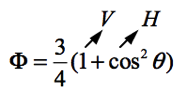 V H
Φ = 3/4 (1 + cos² θ)